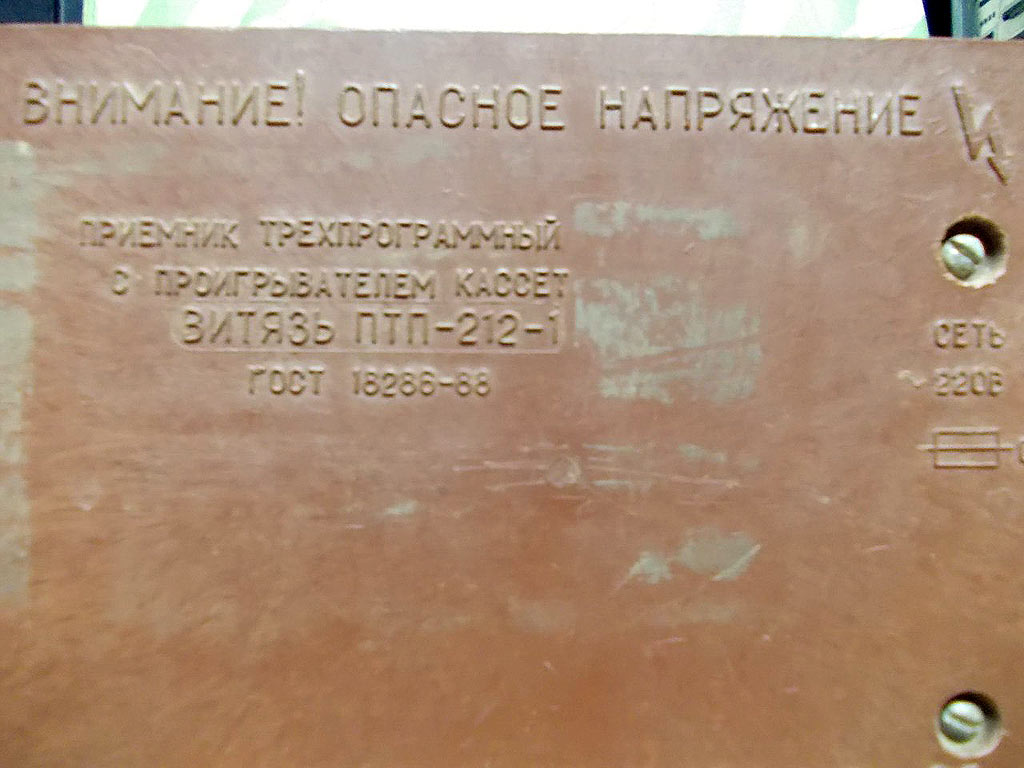 ВНИМАНИЕ! ОПАСНОЕ НАПРЯЖЕНИЕ
ПРИЕМНИК ТРЕХПРОГРАММНЫЙ
С ПРОИГРЫВАТЕЛЕМ КАССЕТ
ВИТЯЗЬ ПТП-212-1
ГОСТ 18286-88
СЕТЬ
~ 220В